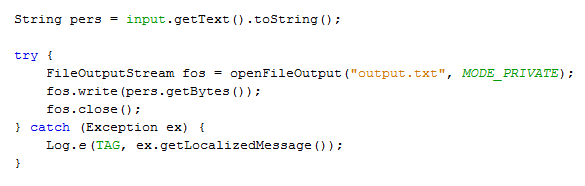 String pers = input.getText().toString();
try {
FileOutputStream fos = openFileOutput("output.txt", MODE_PRIVATE);
fos.write(pers.getBytes());
fos.close();
} catch (Exception ex) {
Log.e(TAG, ex.getLocalizedMessage());
}